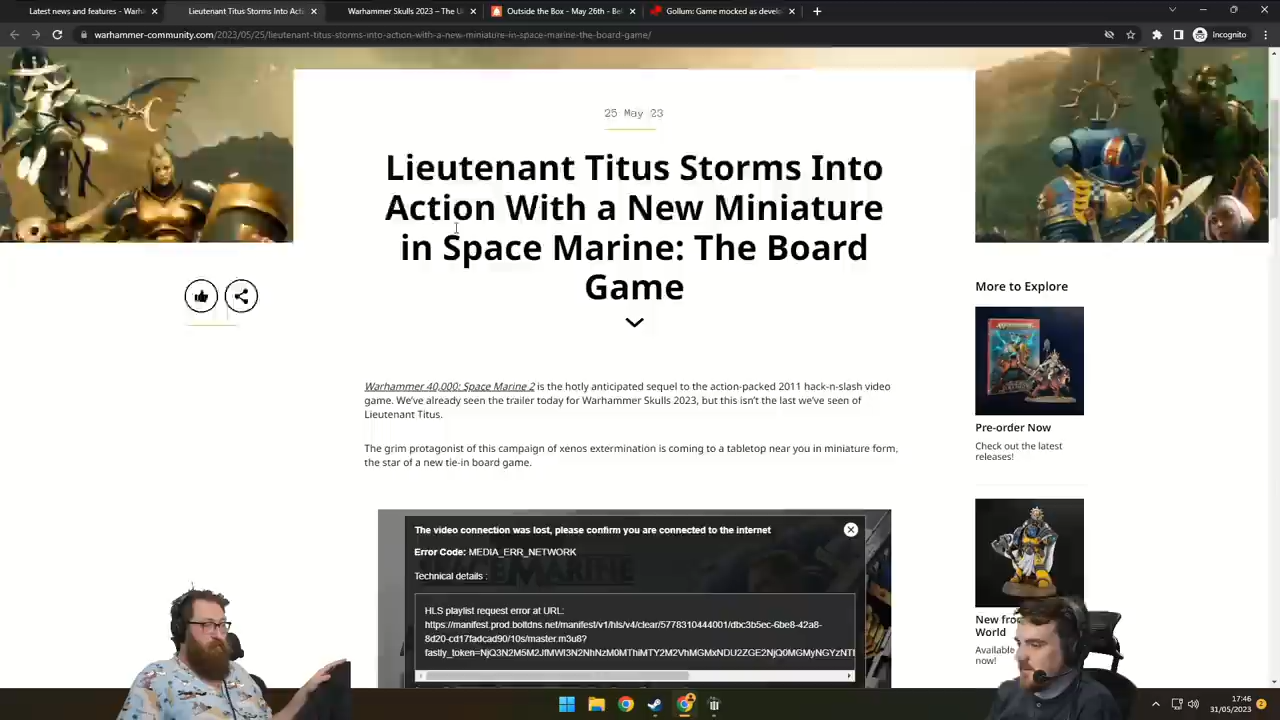 Latest news and features - Warh
Lieutenant Titus Storms Into Acti
Warhammer Skulls 2023 – The U
Outside the Box - May 26th - Be
Gollum: Game mocked as devel
warhammer-community.com/2023/05/25/lieutenant-titus-storms-into-action-with-a-new-miniature-in-space-marine-the-board-game/
Incognito
25 May 23
Lieutenant Titus Storms Into
Action With a New Miniature
in Space Marine: The Board
Game
More to Explore
Warhammer 40,000: Space Marine 2 is the hotly anticipated sequel to the action-packed 2011 hack-n-slash video
game. We've already seen the trailer today for Warhammer Skulls 2023, but this isn't the last we've seen of
Lieutenant Titus.
The grim protagonist of this campaign of xenos extermination is coming to a tabletop near you in miniature form,
the star of a new tie-in board game.
Pre-order Now
Check out the latest
releases!
The video connection was lost, please confirm you are connected to the internet
Error Code: MEDIA_ERR_NETWORK
Technical details :
HLS playlist request error at URL:
https://manifest.prod.boltdns.net/manifest/v1/hls/v4/clear/5778310444001/dbc3b5ec-6be8-42a8-
8d20-cd17fadcad90/10s/master.m3u8?
New fro
World
Available
now!
17:46
31/05/2023
2